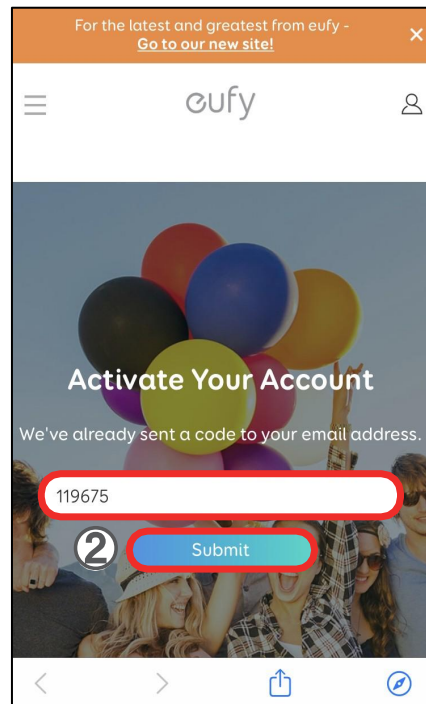 For the latest and greatest from eufy -
Go to our new site!
eufy
Activate Your Account
We've already sent a code to your email address.
119675
② Submit